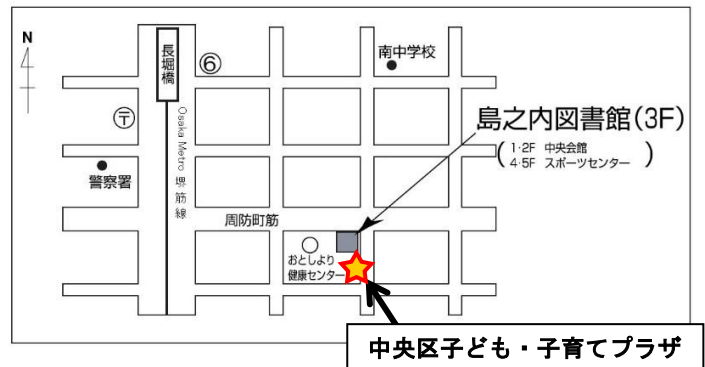 N
長堀橋
⑥
南中学校
〒
Osaka Metro 堺筋線
警察署
島之内図書館(3F)
(1·2F 中央会館
4·5F スポーツセンター)
周防町筋
おとしより
健康センター
中央区子ども・子育てプラザ